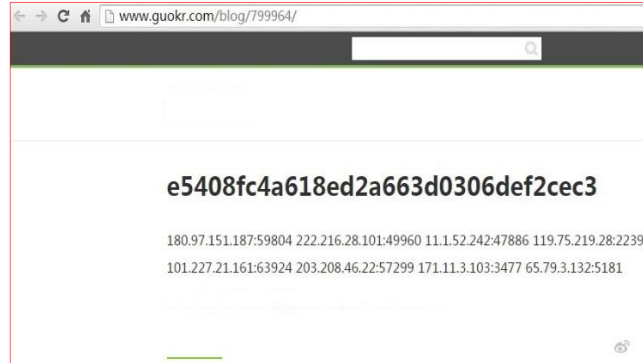 www.guokr.com/blog/799964/
e5408fc4a618ed2a663d0306def2cec3
180.97.151.187:59804 222.216.28.101:49960 11.1.52.242:47886 119.75.219.28:2239
101.227.21.161:63924 203.208.46.22:57299 171.11.3.103:3477 65.79.3.132:5181